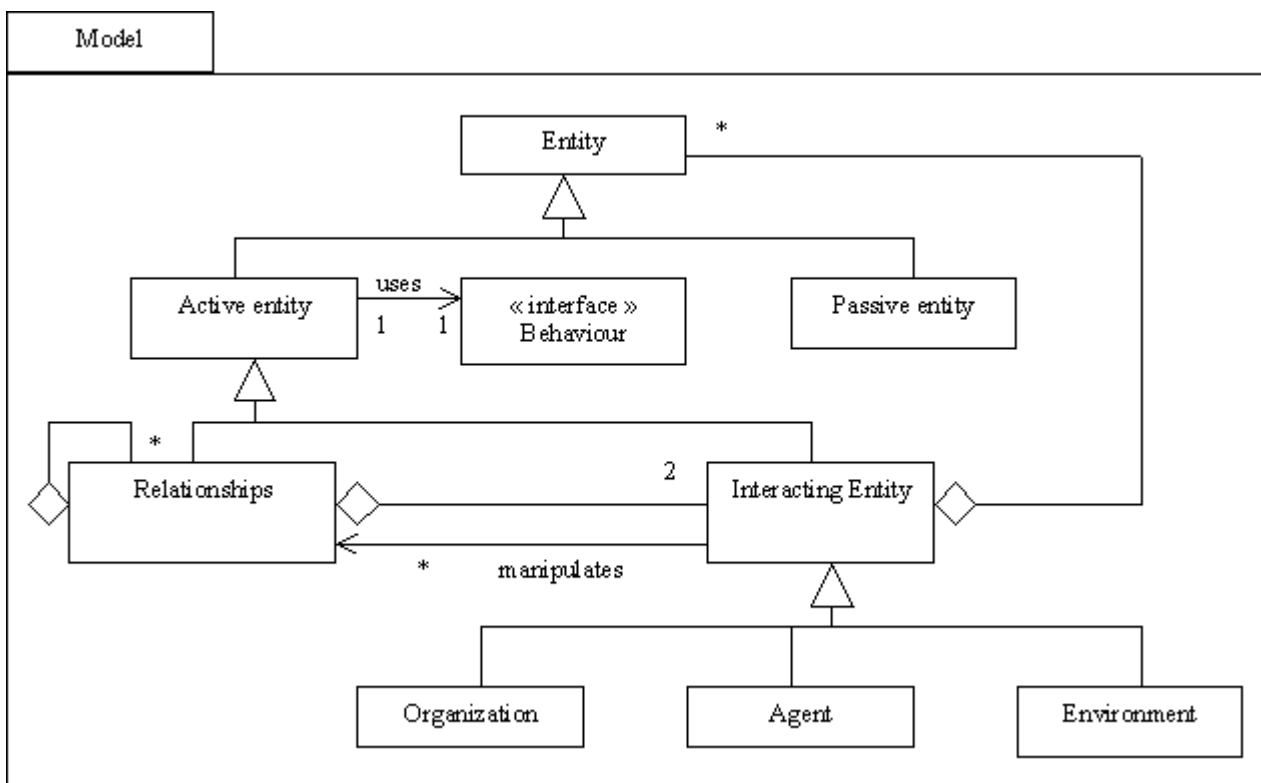 Model
Entity
*
Active entity
uses
1
1
« interface »
Behaviour
Passive entity
*
Relationships
2
Interacting Entity
*
manipulates
Organization
Agent
Environment